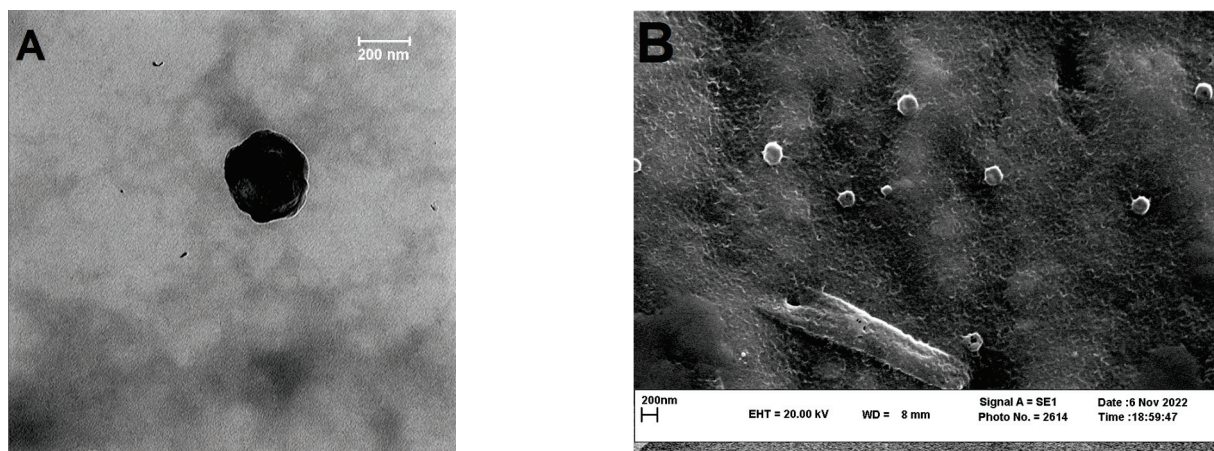 A
200 nm
B
200nm
EHT = 20.00 kV
WD = 8 mm
Signal A = SE1
Photo No. = 2614
Date :6 Nov 2022
Time :18:59:47